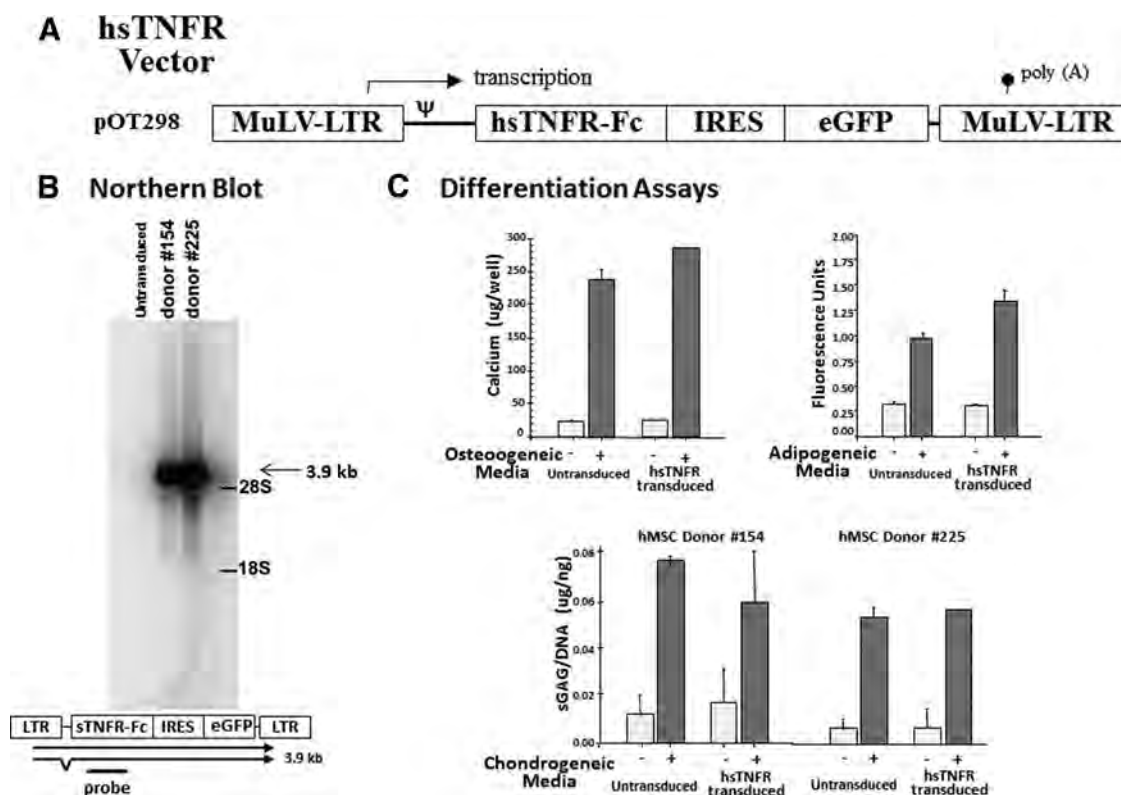 A hsTNFR
Vector
transcription
poly (A)
pOT298 MuLV-LTR Ψ hsTNFR-Fc IRES eGFP MuLV-LTR
B Northern Blot
untransduced
donor #154
donor #225
3.9 kb
28S
18S
LTR sTNFR-Fc IRES eGFP LTR
3.9 kb
probe
C Differentiation Assays
Calcium (ug/well)
300
250
200
150
100
50
0
Osteoogeneic
Media
- + - +
Untransduced hsTNFR
transduced
Fluorescence Units
2.00
1.75
1.50
1.25
1.00
0.75
0.50
0.25
0.00
Adipogeneic
Media
- + - +
Untransduced hsTNFR
transduced
hMSC Donor #154 hMSC Donor #225
sGAG/DNA (ug/ng)
0.08
0.06
0.04
0.02
0.00
Chondrogeneic
Media
- + - + - + - +
Untransduced hsTNFR
transduced Untransduced hsTNFR
transduced